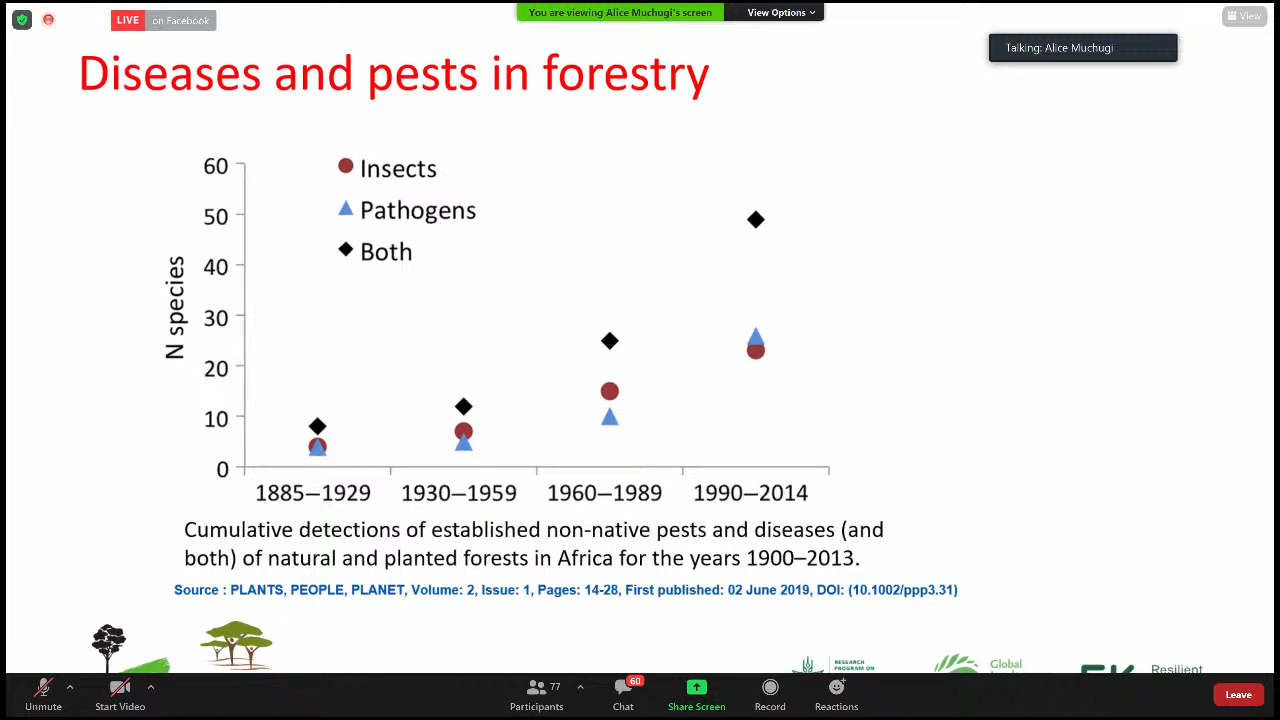 LIVE on Facebook
You are viewing Alice Muchugi's screen
View Options
View
Talking: Alice Muchugi
Diseases and pests in forestry
60
50
40
30
20
10
0
N species
Insects
Pathogens
Both
1885–1929 1930–1959 1960–1989 1990–2014
Cumulative detections of established non-native pests and diseases (and
both) of natural and planted forests in Africa for the years 1900–2013.
Source : PLANTS, PEOPLE, PLANET, Volume: 2, Issue: 1, Pages: 14-28, First published: 02 June 2019, DOI: (10.1002/ppp3.31)
RESEARCH
PROGRAM ON
Global
Resilient
Unmute
Start Video
77
Participants
60
Chat
Share Screen
Record
Reactions
Leave